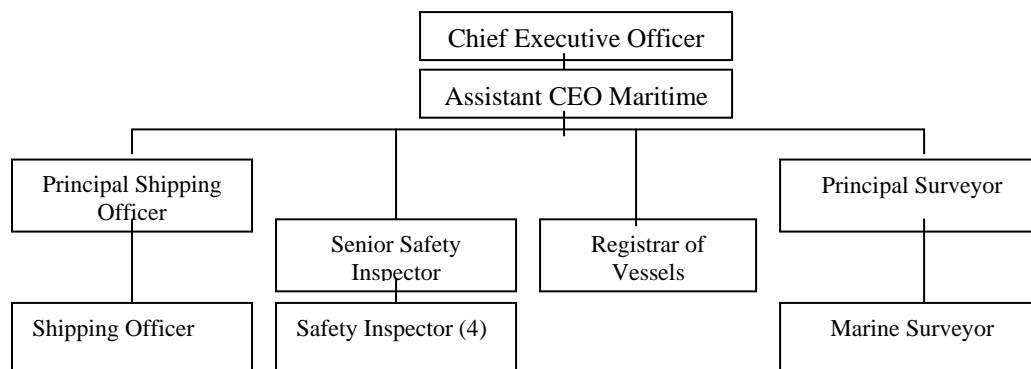 Chief Executive Officer
Assistant CEO Maritime
Principal Shipping
Officer
Principal Surveyor
Senior Safety
Inspector
Registrar of
Vessels
Shipping Officer
Safety Inspector (4)
Marine Surveyor